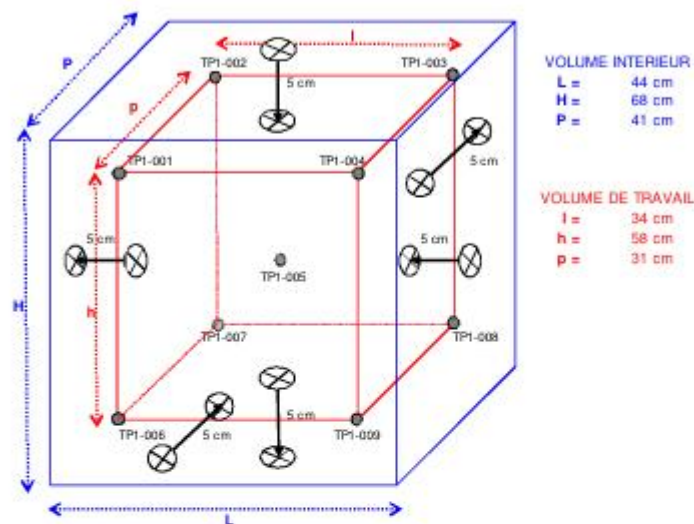 P
l
TP1-002
TP1-003
5 cm
VOLUME INTERIEUR
L = 44 cm
H = 68 cm
P = 41 cm
p
TP1-001
TP1-004
5 cm
VOLUME DE TRAVAIL
l = 34 cm
h = 58 cm
p = 31 cm
5 cm
5 cm
TP1-005
H
h
TP1-007
TP1-008
5 cm
TP1-006
5 cm
TP1-009
L